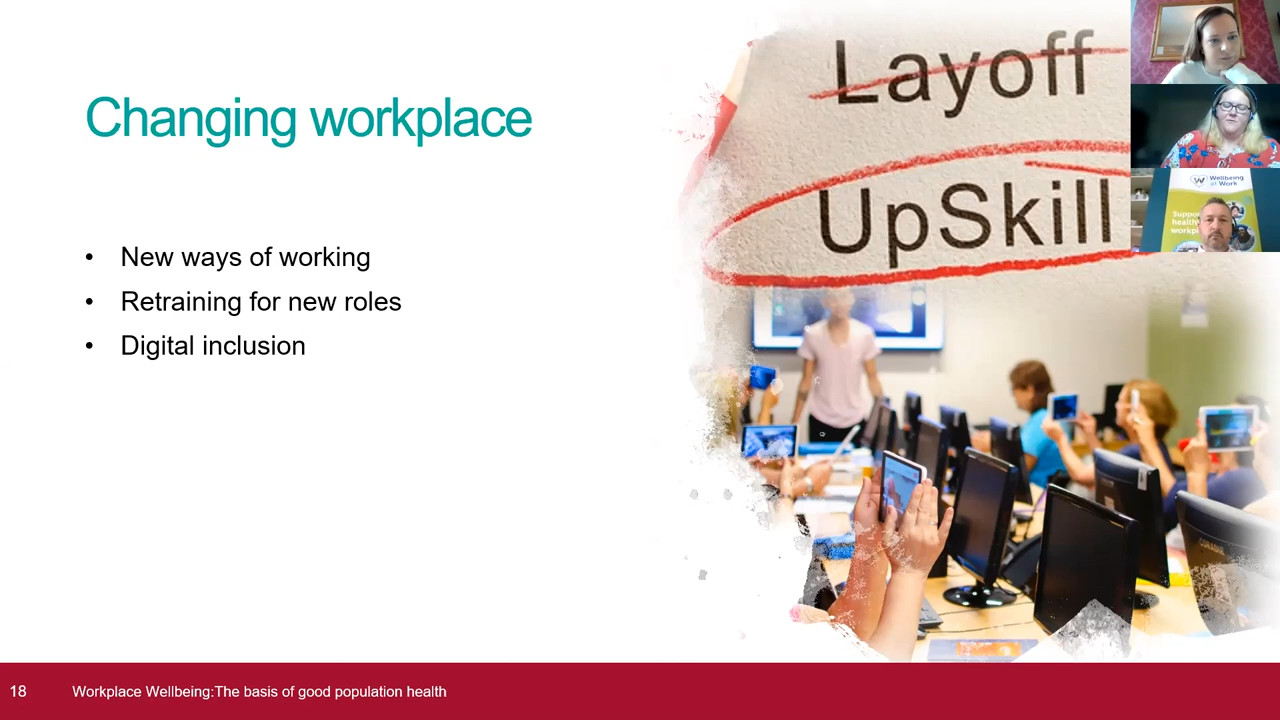 Changing workplace
• New ways of working
• Retraining for new roles
• Digital inclusion
Layoff
UpSkill
Wellbeing
at Work
18
Workplace Wellbeing:The basis of good population health